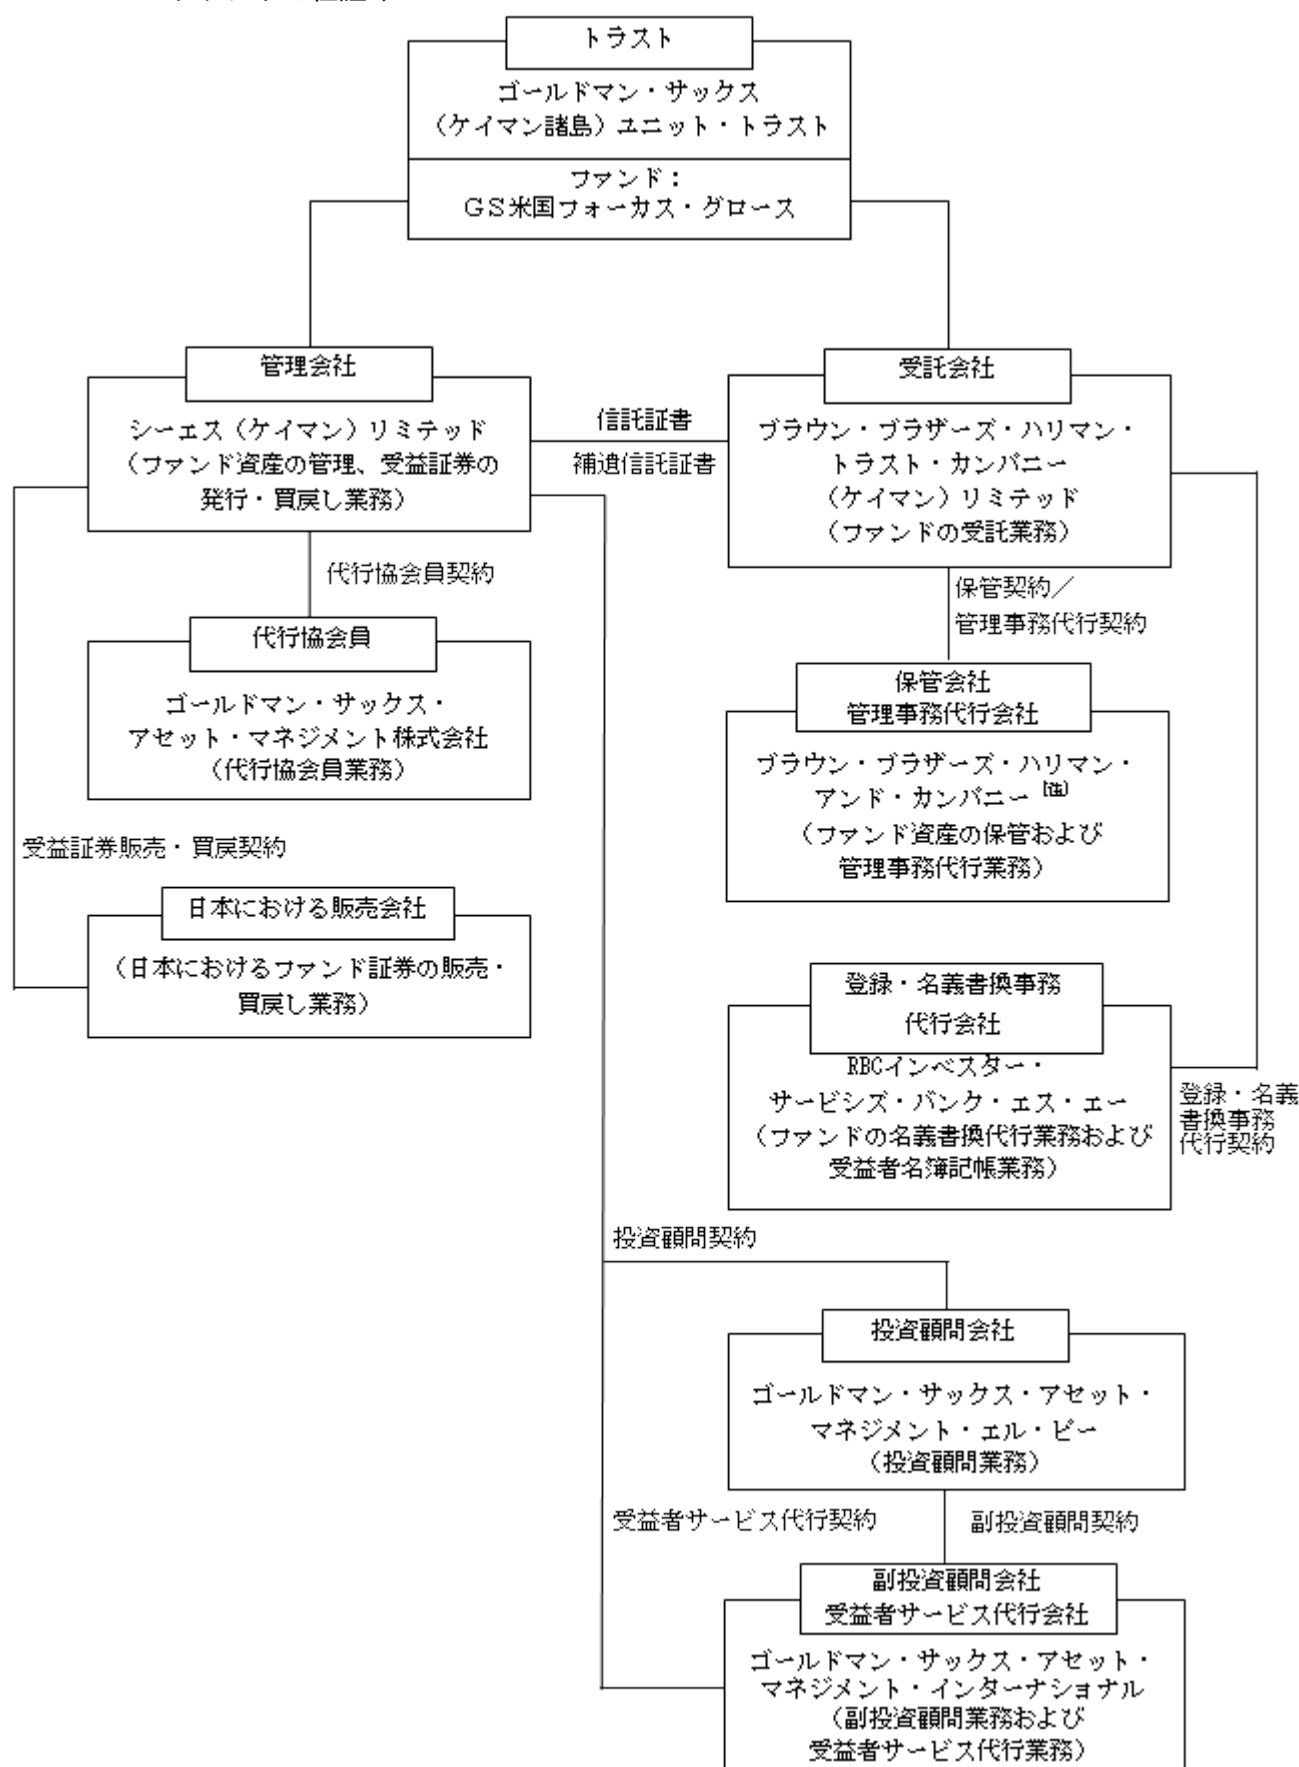 トラスト
ゴールドマン・サックス
（ケイマン諸島）ユニット・トラスト
ファンド：
ＧＳ米国フォーカス・グロース
管理会社
シーエス（ケイマン）リミテッド
（ファンド資産の管理、受益証券の
発行・買戻し業務）
信託証書
補遺信託証書
受託会社
ブラウン・ブラザーズ・ハリマン・
トラスト・カンパニー
（ケイマン）リミテッド
（ファンドの受託業務）
代行協会員契約
保管契約／
管理事務代行契約
代行協会員
ゴールドマン・サックス・
アセット・マネジメント株式会社
（代行協会員業務）
保管会社
管理事務代行会社
ブラウン・ブラザーズ・ハリマン・
アンド・カンパニー
（ファンド資産の保管および
管理事務代行業務）
受益証券販売・買戻契約
日本における販売会社
（日本におけるファンド証券の販売・
買戻し業務）
登録・名義書換事務
代行会社
RBCインベスター・
サービシズ・バンク・エス・エー
（ファンドの名義書換代行業務および
受益者名簿記帳業務）
登録・名義
書換事務
代行契約
投資顧問契約
投資顧問会社
ゴールドマン・サックス・アセット・
マネジメント・エル・ピー
（投資顧問業務）
受益者サービス代行契約
副投資顧問契約
副投資顧問会社
受益者サービス代行会社
ゴールドマン・サックス・アセット・
マネジメント・インターナショナル
（副投資顧問業務および
受益者サービス代行業務）